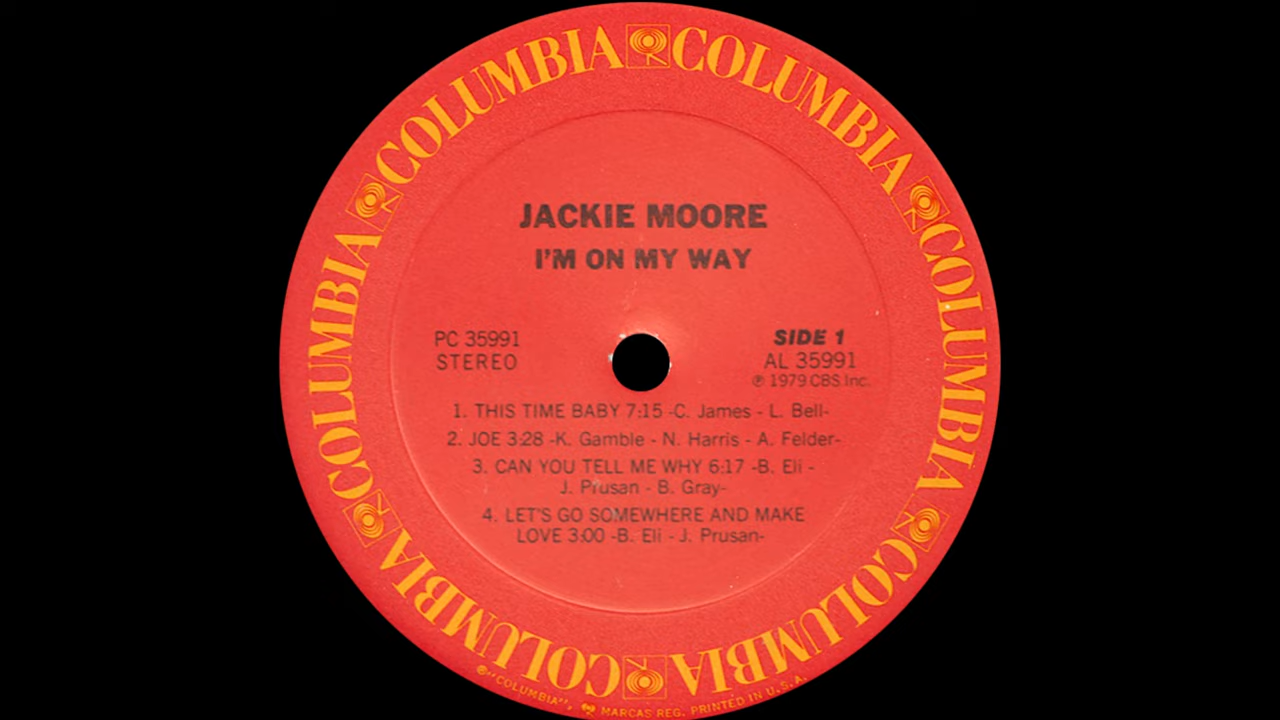 COLUMBIA COLUMBIA COLUMBIA COLUMBIA COLUMBIA COLUMBIA
JACKIE MOORE
I'M ON MY WAY
PC 35991
STEREO
SIDE 1
AL 35991
℗ 1979 CBS Inc.
1. THIS TIME BABY 7:15 -C. James - L. Bell-
2. JOE 3:28 -K. Gamble - N. Harris - A. Felder-
3. CAN YOU TELL ME WHY 6:17 -B. Eli -
J. Prusan - B. Gray-
4. LET'S GO SOMEWHERE AND MAKE
LOVE 3:00 -B. Eli - J. Prusan-
®"COLUMBIA", MARCAS REG. PRINTED IN U.S.A.